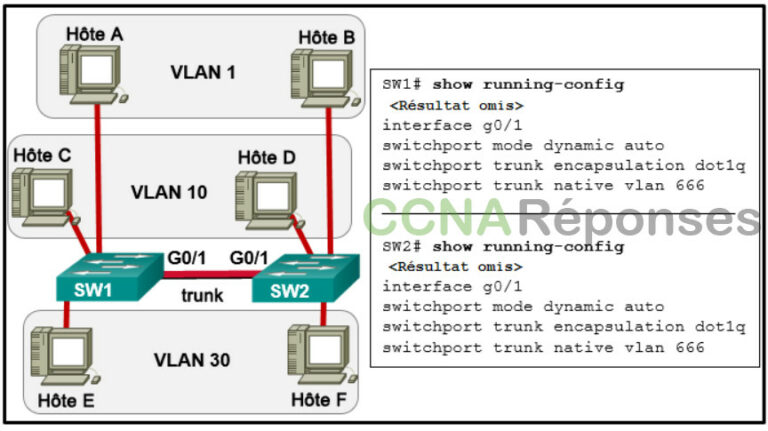 Hôte A
Hôte B
VLAN 1
Hôte C
Hôte D
VLAN 10
G0/1 G0/1
SW1
trunk
SW2
VLAN 30
Hôte E
Hôte F
SW1# show running-config
<Résultat omis>
interface g0/1
switchport mode dynamic auto
switchport trunk encapsulation dot1q
switchport trunk native vlan 666
CCNARéponses
SW2# show running-config
<Résultat omis>
interface g0/1
switchport mode dynamic auto
switchport trunk encapsulation dot1q
switchport trunk native vlan 666